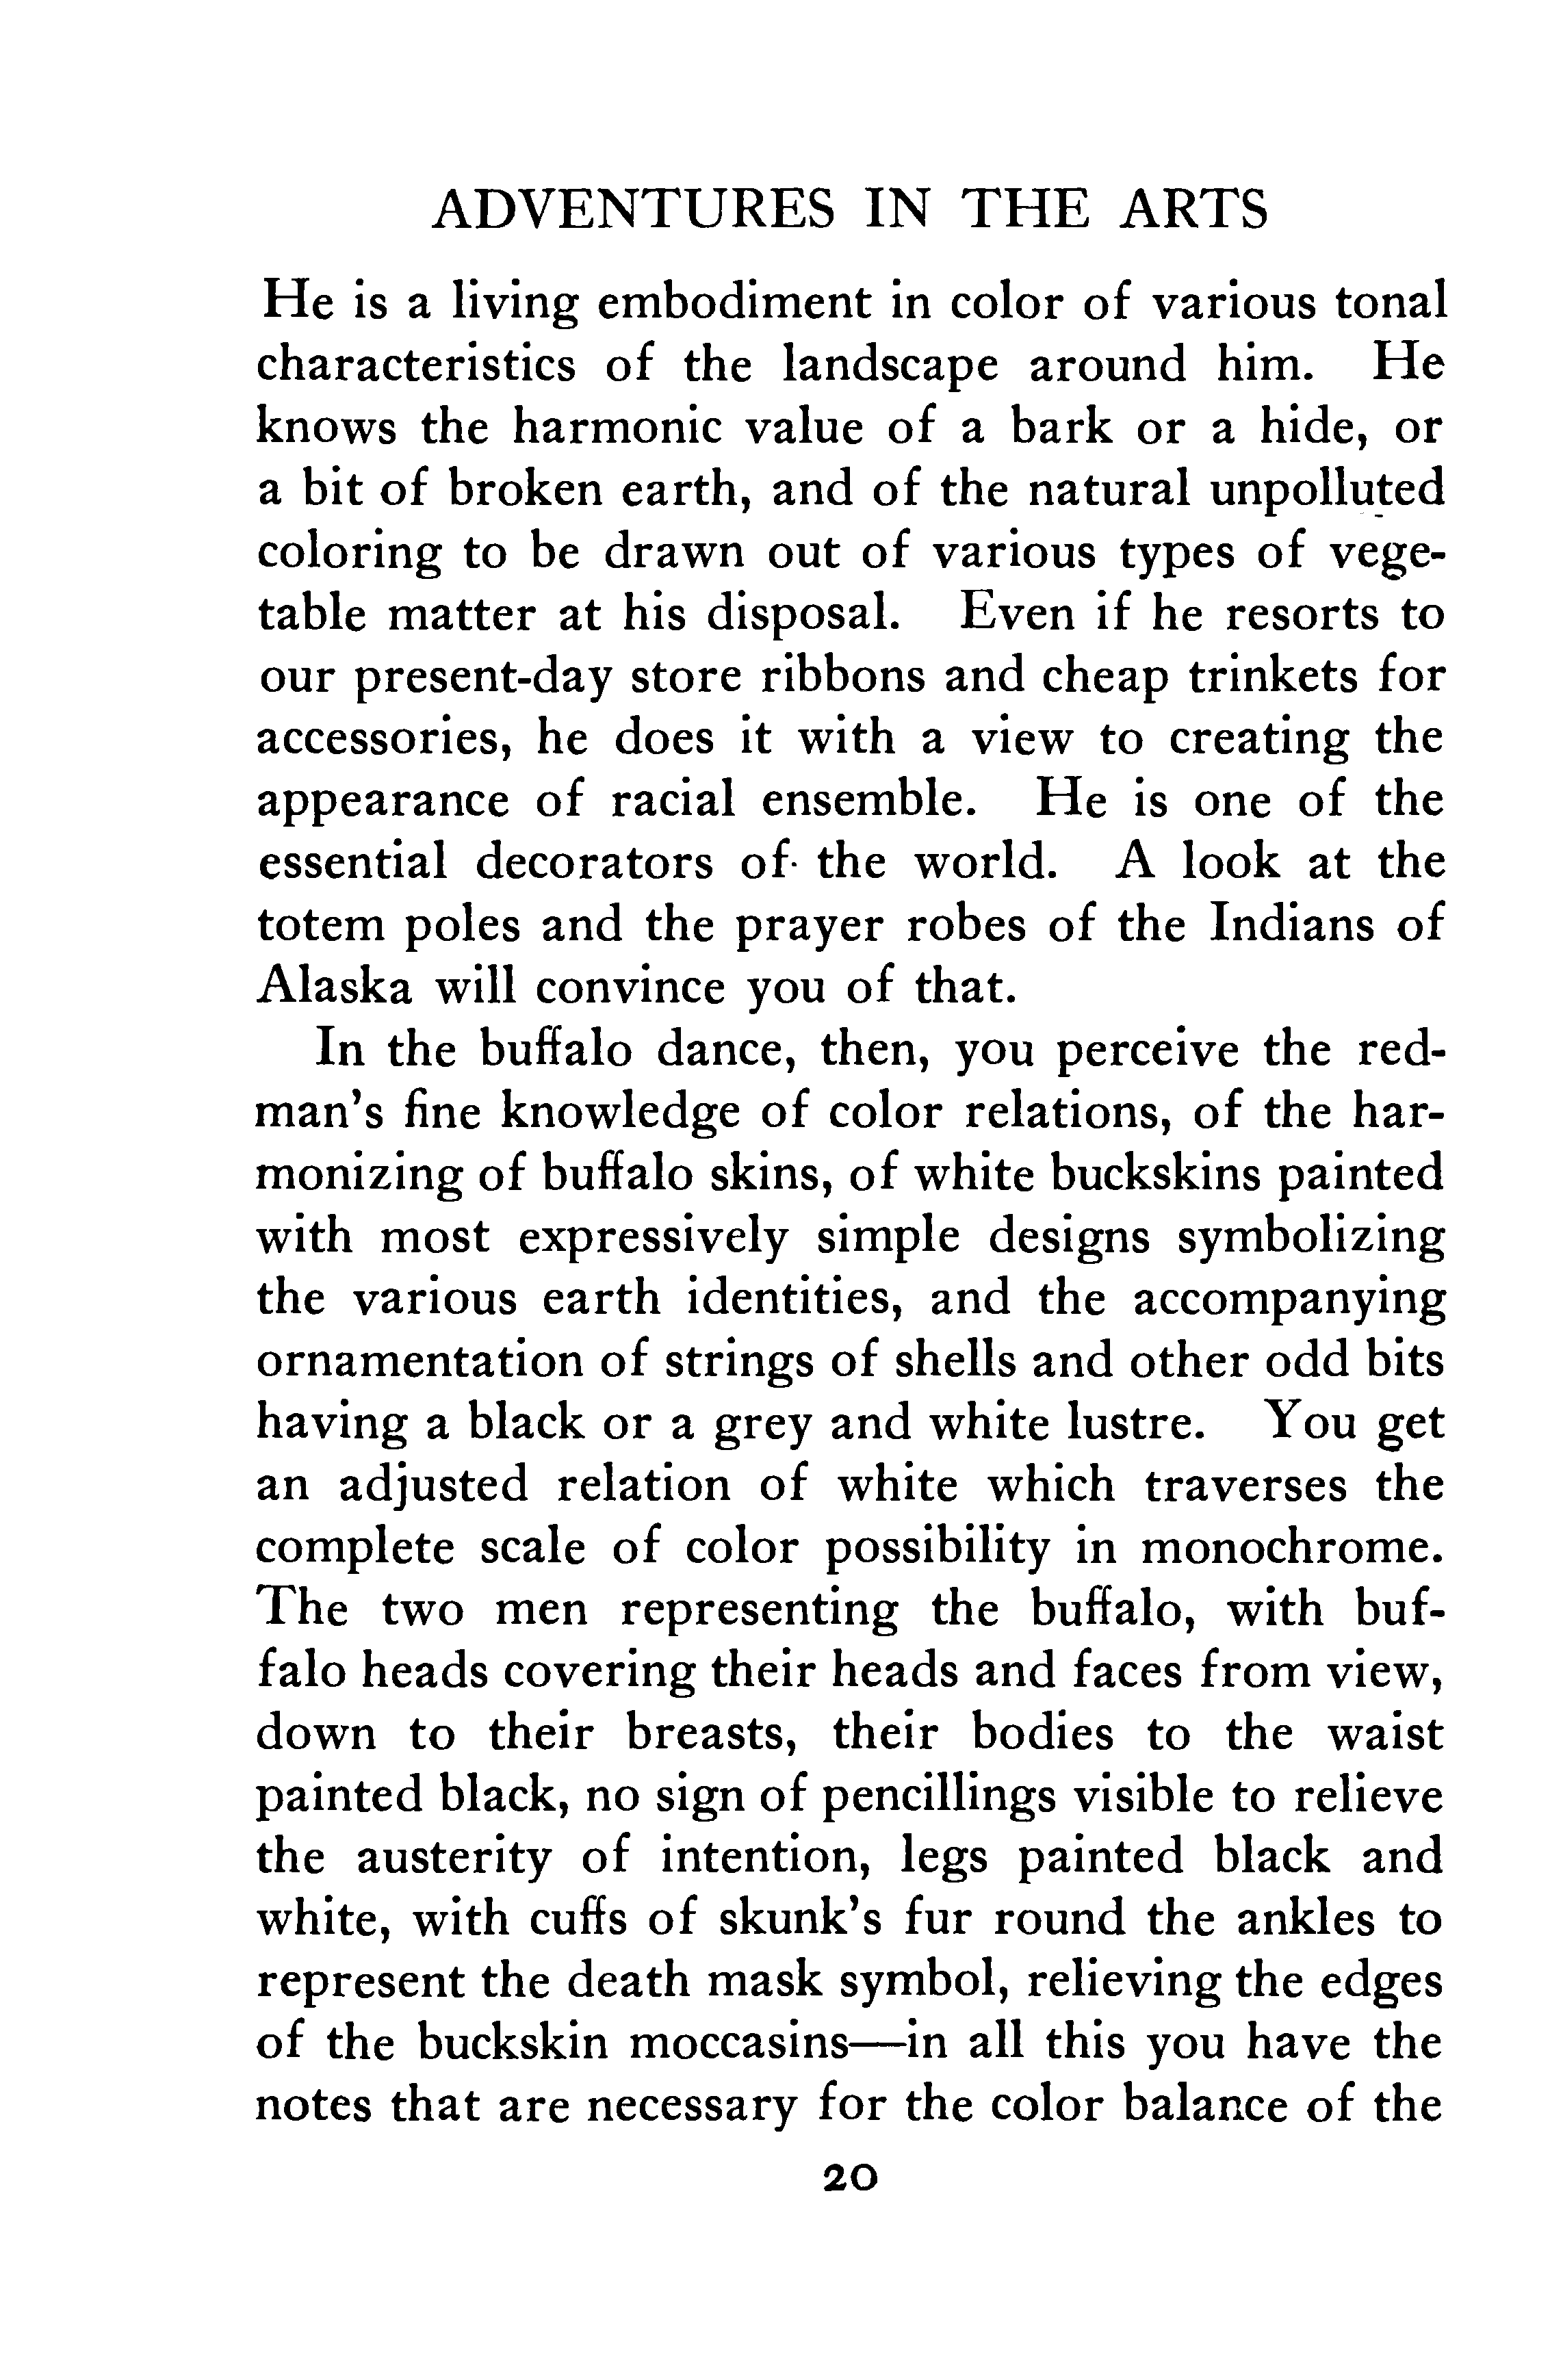 ADVENTURES IN THE ARTS
He is a living embodiment in color of various tonal
characteristics of the landscape around him. He
knows the harmonic value of a bark or a hide, or
a bit of broken earth, and of the natural unpolluted
coloring to be drawn out of various types of vege-
table matter at his disposal. Even if he resorts to
our present-day store ribbons and cheap trinkets for
accessories, he does it with a view to creating the
appearance of racial ensemble. He is one of the
essential decorators of the world. A look at the
totem poles and the prayer robes of the Indians of
Alaska will convince you of that.
In the buffalo dance, then, you perceive the red-
man's fine knowledge of color relations, of the har-
monizing of buffalo skins, of white buckskins painted
with most expressively simple designs symbolizing
the various earth identities, and the accompanying
ornamentation of strings of shells and other odd bits
having a black or a grey and white lustre. You get
an adjusted relation of white which traverses the
complete scale of color possibility in monochrome.
The two men representing the buffalo, with buf-
falo heads covering their heads and faces from view,
down to their breasts, their bodies to the waist
painted black, no sign of pencillings visible to relieve
the austerity of intention, legs painted black and
white, with cuffs of skunk's fur round the ankles to
represent the death mask symbol, relieving the edges
of the buckskin moccasins—in all this you have the
notes that are necessary for the color balance of the
20